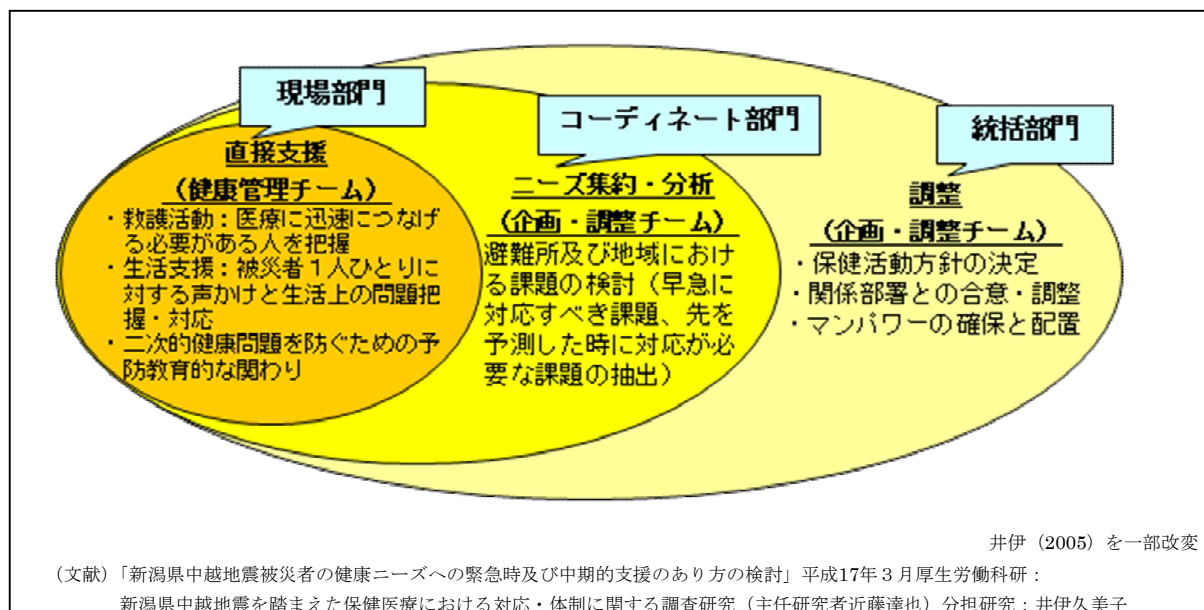 現場部門
コーディネート部門
統括部門
直接支援
（健康管理チーム）
・救護活動：医療に迅速につなげ
る必要がある人を把握
・生活支援：被災者１人ひとりに
対する声かけと生活上の問題把
握・対応
・二次的健康問題を防ぐための予
防教育的な関わり
ニーズ集約・分析
（企画・調整チーム）
避難所及び地域におけ
る課題の検討（早急に
対応すべき課題、先を
予測した時に対応が必
要な課題の抽出）
調整
（企画・調整チーム）
・保健活動方針の決定
・関係部署との合意・調整
・マンパワーの確保と配置
井伊（2005）を一部改変
（文献）「新潟県中越地震被災者の健康ニーズへの緊急時及び中期的支援のあり方の検討」平成17年３月厚生労働科研：
新潟県中越地震を踏まえた保健医療における対応・体制に関する調査研究（主任研究者近藤達也）分担研究：井伊久美子